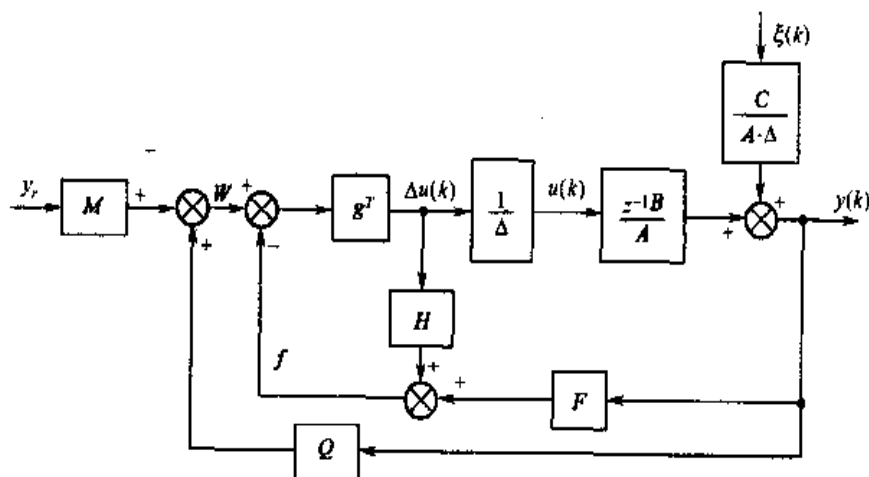 ξ(k)
C
A·Δ
−
y_r
M
+
W
+
g^T
Δu(k)
1
Δ
u(k)
z^{-1}B
A
+
+
y(k)
+
−
H
f
+
+
F
Q